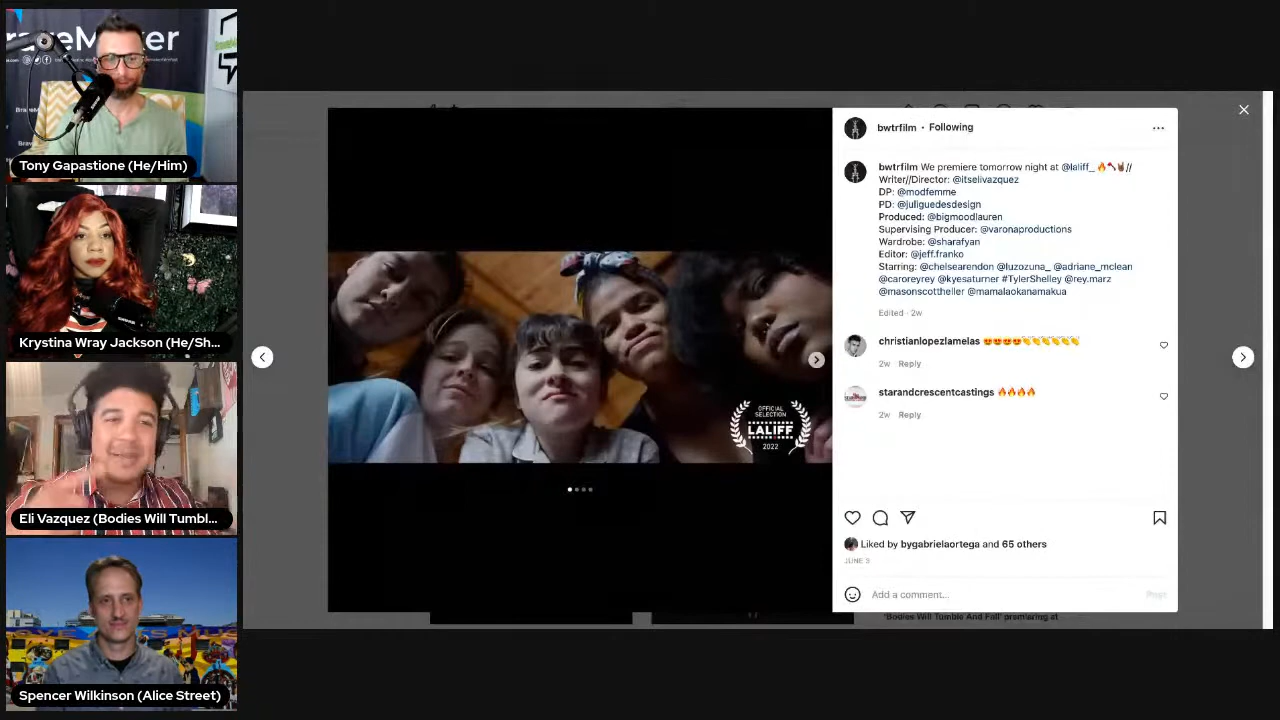 raveMaker
Tony Gapastione (He/Him)
Krystina Wray Jackson (He/Sh...
Eli Vazquez (Bodies Will Tumbl...
Spencer Wilkinson (Alice Street)
OFFICIAL
SELECTION
LALIFF
2022
bwtrfilm • Following
bwtrfilm We premiere tomorrow night at @laliff_ 🔥🪓🤘//
Writer//Director: @itselivazquez
DP: @modfemme
PD: @juliguedesdesign
Produced: @bigmoodlauren
Supervising Producer: @varonaproductions
Wardrobe: @sharafyan
Editor: @jeff.franko
Starring: @chelsearendon @luzozuna_ @adriane_mclean
@caroreyrey @kyesaturner #TylerShelley @rey.marz
@masonscottheller @mamalaokanamakua
Edited · 2w
christianlopezlamelas 😍😍😍😍👏👏👏👏👏👏
2w Reply
starandcrescentcastings 🔥🔥🔥🔥
2w Reply
Liked by bygabrielaortega and 65 others
JUNE 3
Add a comment...
Post
'Bodies Will Tumble And Fall' premiering at